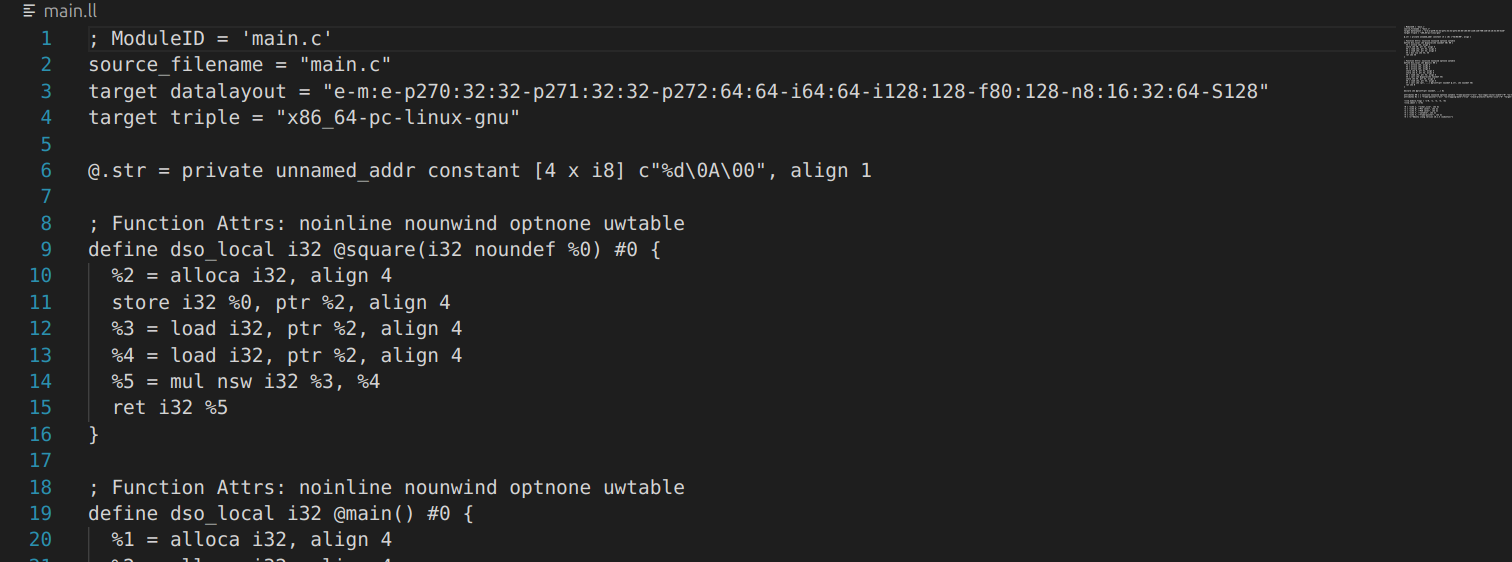 main.ll
1 ; ModuleID = 'main.c'
2 source_filename = "main.c"
3 target datalayout = "e-m:e-p270:32:32-p271:32:32-p272:64:64-i64:64-i128:128-f80:128-n8:16:32:64-S128"
4 target triple = "x86_64-pc-linux-gnu"
5
6 @.str = private unnamed_addr constant [4 x i8] c"%d\0A\00", align 1
7
8 ; Function Attrs: noinline nounwind optnone uwtable
9 define dso_local i32 @square(i32 noundef %0) #0 {
10 %2 = alloca i32, align 4
11 store i32 %0, ptr %2, align 4
12 %3 = load i32, ptr %2, align 4
13 %4 = load i32, ptr %2, align 4
14 %5 = mul nsw i32 %3, %4
15 ret i32 %5
16 }
17
18 ; Function Attrs: noinline nounwind optnone uwtable
19 define dso_local i32 @main() #0 {
20 %1 = alloca i32, align 4